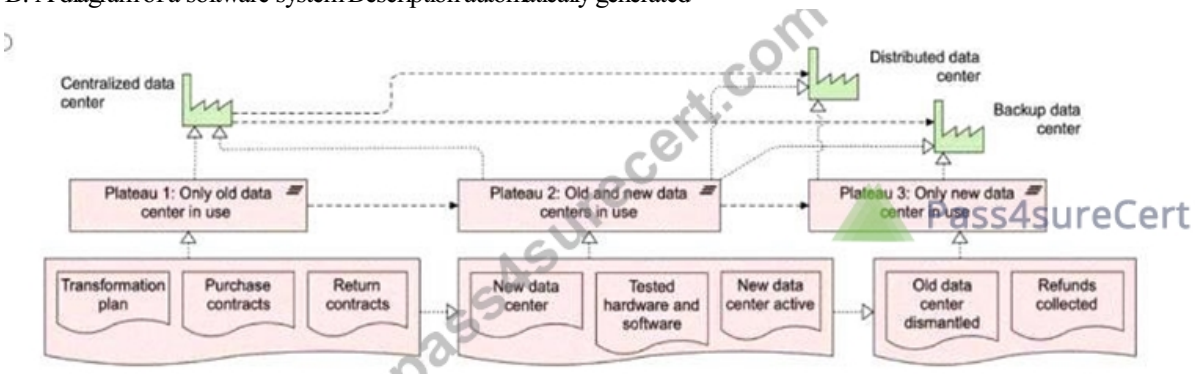 B. A diagram of a software system Description automatically generated
Centralized data
center
Distributed data
center
Backup data
center
Plateau 1: Only old data
center in use
Plateau 2: Old and new data
centers in use
Plateau 3: Only new data
center in use
Pass4sureCert
pass4surecert.com
Transformation
plan
Purchase
contracts
Return
contracts
New data
center
Tested
hardware and
software
New data
center active
Old data
center
dismantled
Refunds
collected